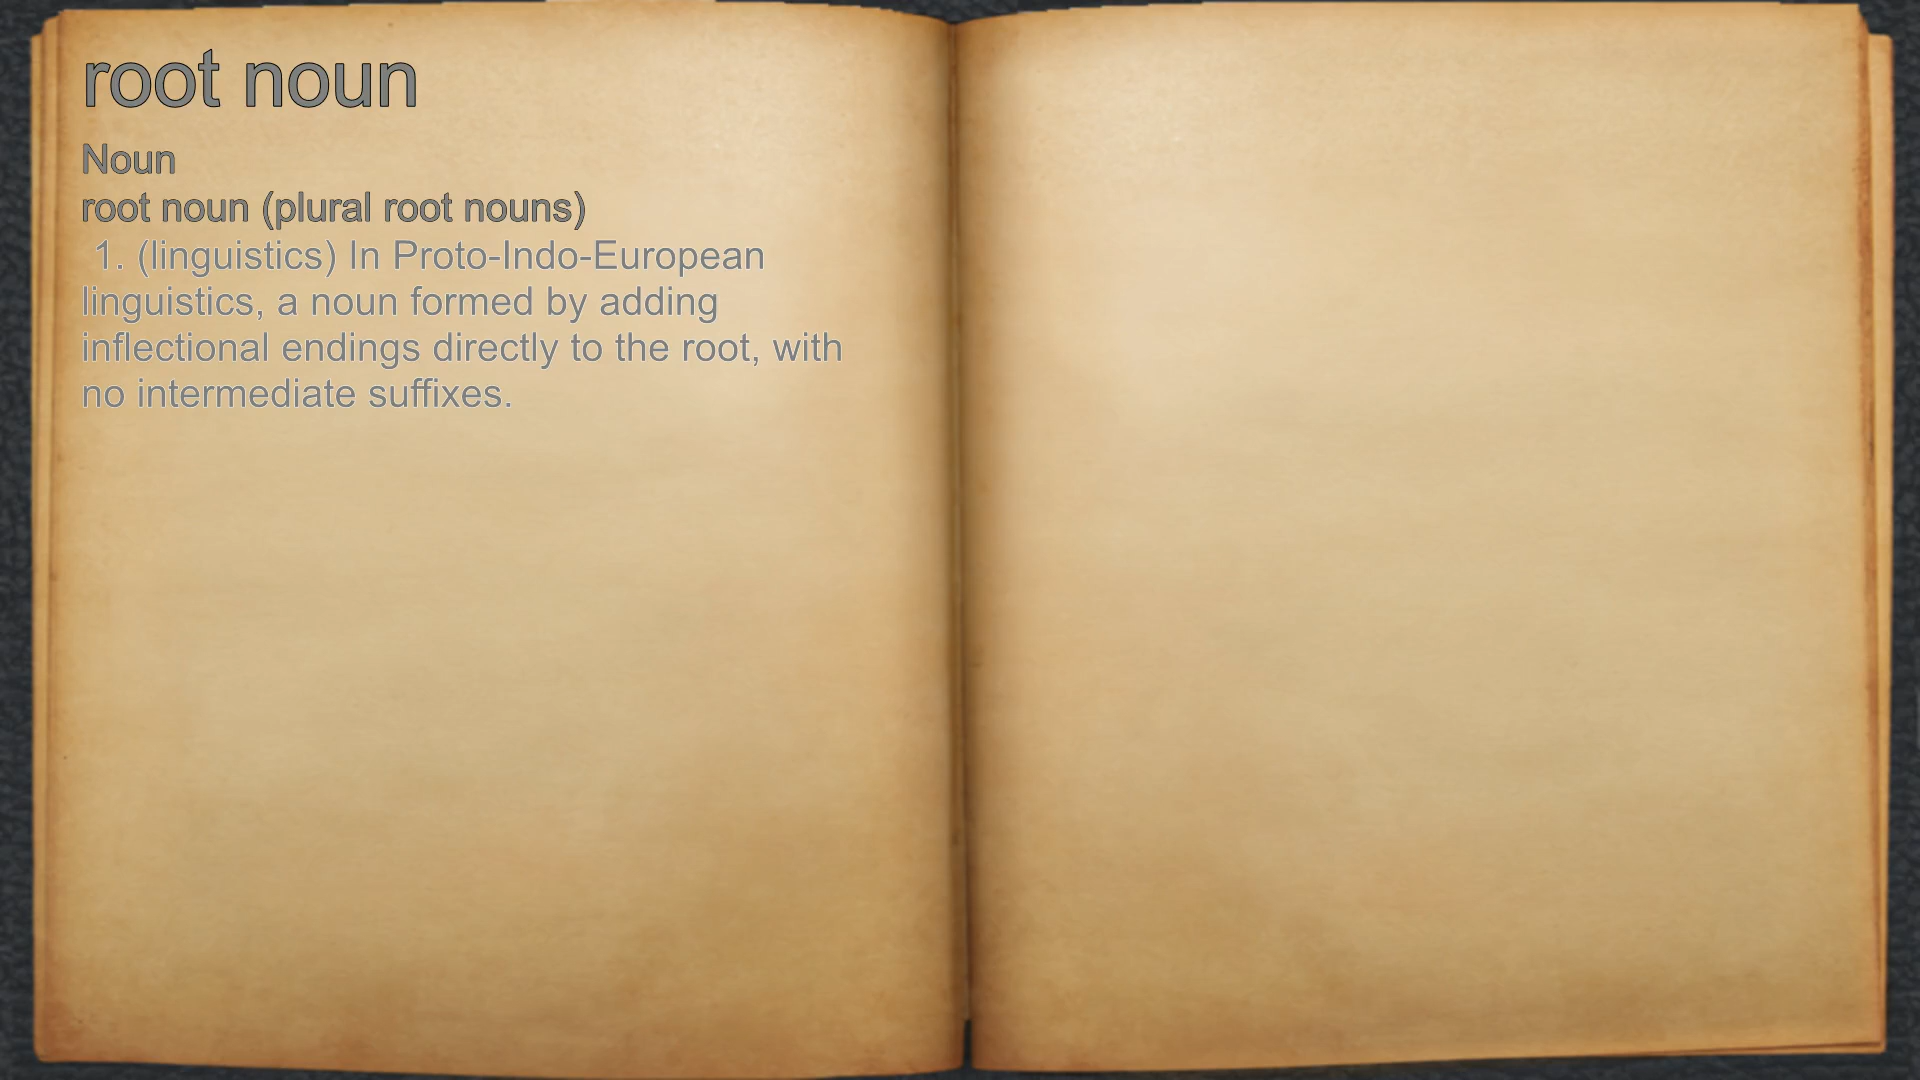 root noun
Noun
root noun (plural root nouns)
1. (linguistics) In Proto-Indo-European
linguistics, a noun formed by adding
inflectional endings directly to the root, with
no intermediate suffixes.